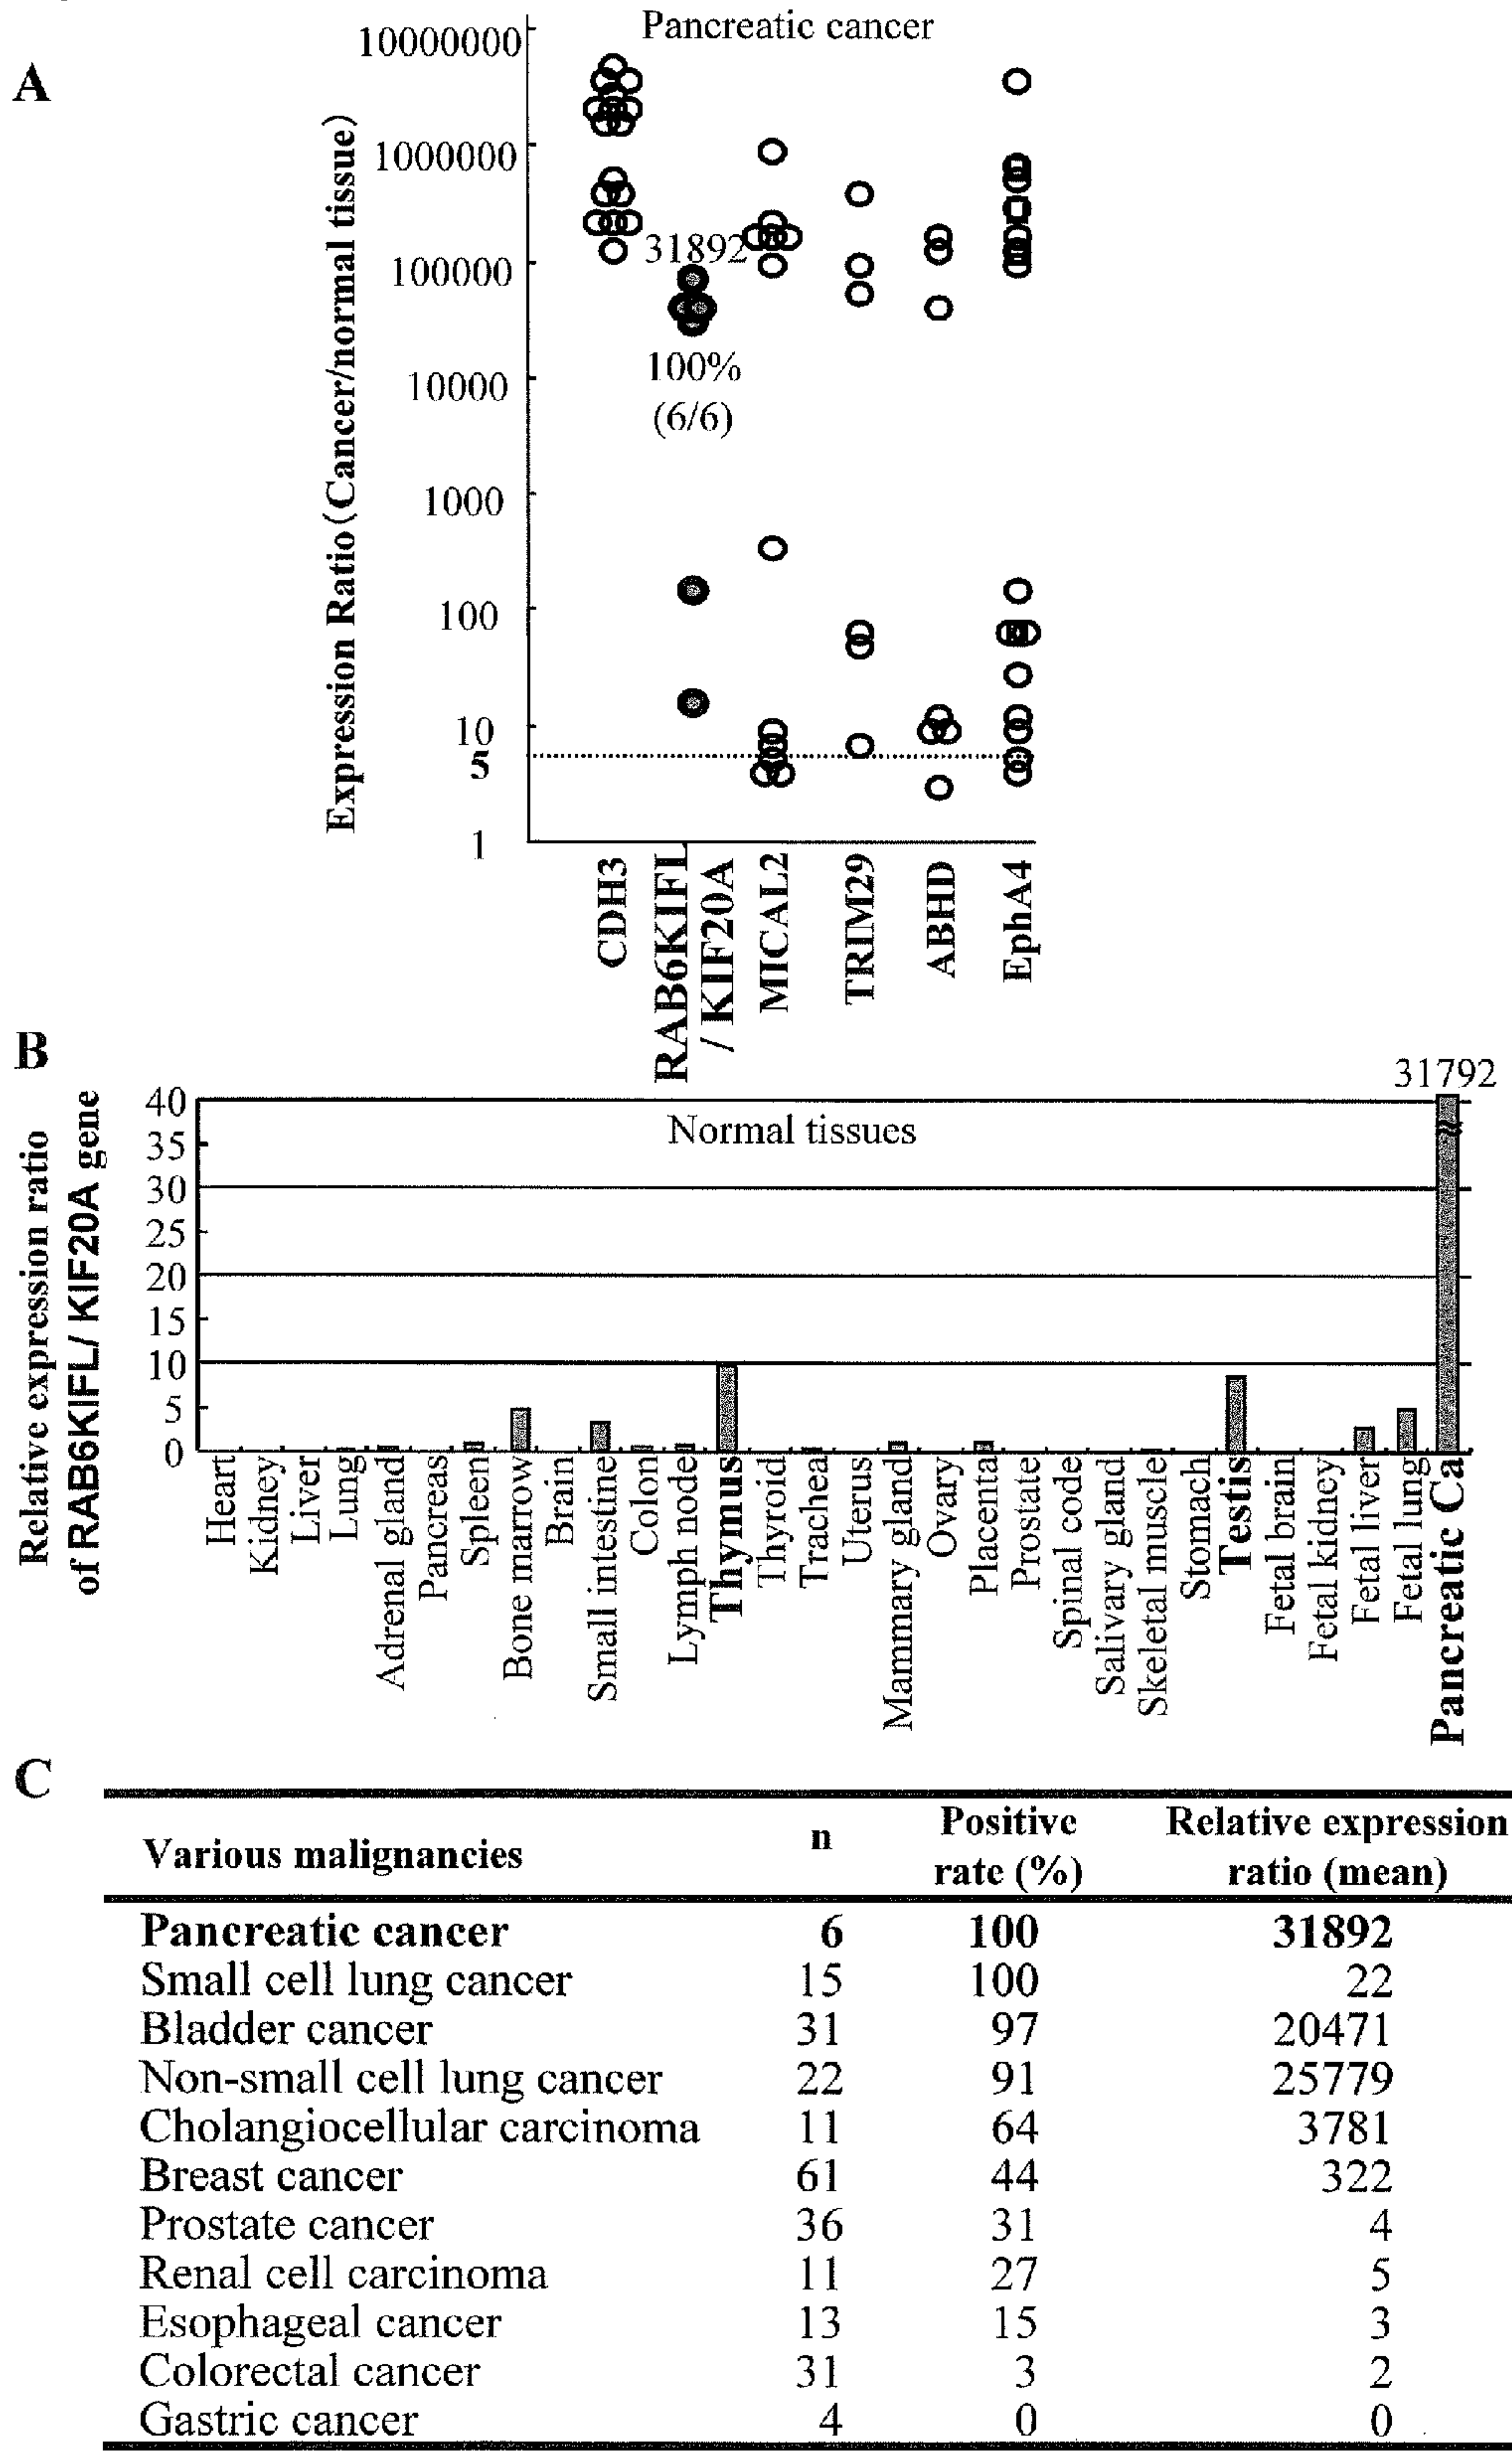 A
Pancreatic cancer
Expression Ratio(Cancer/normal tissue)
10000000
1000000
100000
10000
1000
100
10
5
1
31892
100%
(6/6)
CDH3
RAB6KIFL
/ KIF20A
MICAL2
TRIM29
ABHD
EphA4
B
31792
Relative expression ratio
of RAB6KIFL/ KIF20A gene
40
35
30
25
20
15
10
5
0
Normal tissues
Heart
Kidney
Liver
Lung
Adrenal gland
Pancreas
Spleen
Bone marrow
Brain
Small intestine
Colon
Lymph node
Thymus
Thyroid
Trachea
Uterus
Mammary gland
Ovary
Placental
Prostate
Spinal code
Salivary gland
Skeletal muscle
Stomach
Testis
Fetal brain
Fetal kidney
Fetal liver
Fetal lung
Pancreatic Ca
C
Various malignancies n Positive rate (%) Relative expression ratio (mean)
Pancreatic cancer 6 100 31892
Small cell lung cancer 15 100 22
Bladder cancer 31 97 20471
Non-small cell lung cancer 22 91 25779
Cholangiocellular carcinoma 11 64 3781
Breast cancer 61 44 322
Prostate cancer 36 31 4
Renal cell carcinoma 11 27 5
Esophageal cancer 13 15 3
Colorectal cancer 31 3 2
Gastric cancer 4 0 0